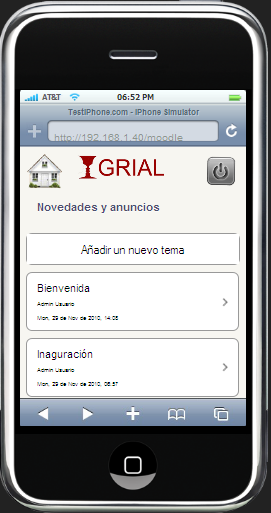 AT&T 06:52 PM
TestiPhone.com - iPhone Simulator
http://192.168.1.40/moodle
GRIAL
Novedades y anuncios
Añadir un nuevo tema
Bienvenida
Admin Usuario
Mon, 29 de Nov de 2010, 14:03
Inaguración
Admin Usuario
Mon, 29 de Nov de 2010, 06:57